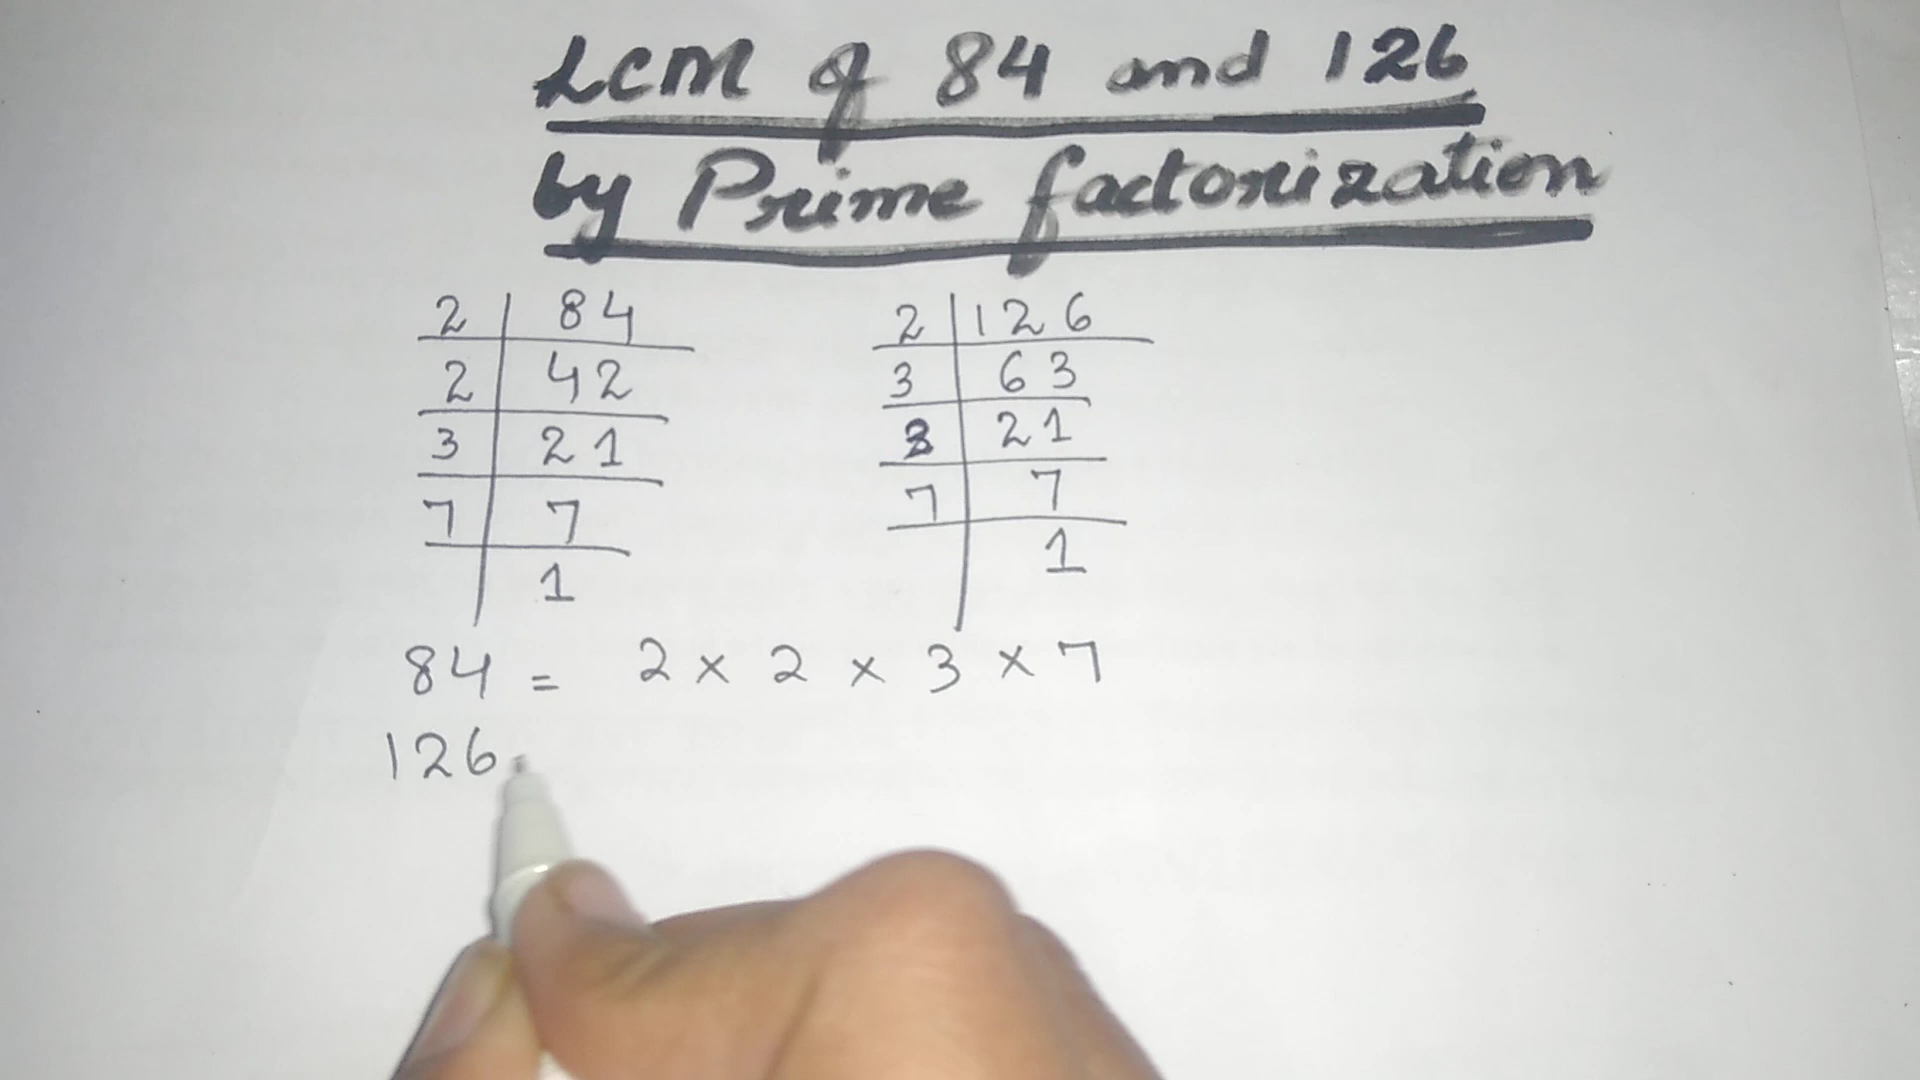 LCM of 84 and 126
by Prime factorization
2 | 84
2 | 42
3 | 21
7 | 7
1
2 | 126
3 | 63
3 | 21
7 | 7
1
84 = 2 × 2 × 3 × 7
126 =